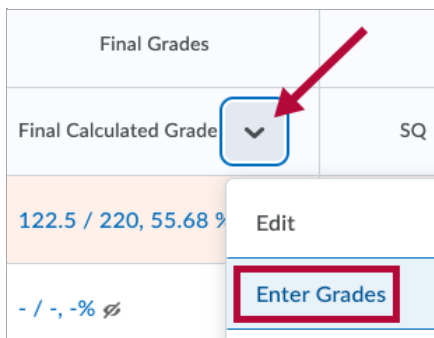 Final Grades
Final Calculated Grade
SQ
122.5 / 220, 55.68 %
Edit
Enter Grades
- / -, -%